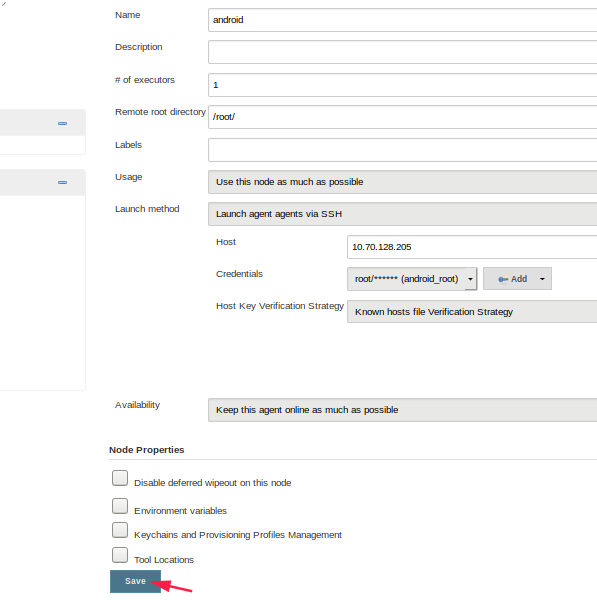 Name android
Description
# of executors 1
Remote root directory /root/
Labels
Usage Use this node as much as possible
Launch method Launch agent agents via SSH
Host 10.70.128.205
Credentials root/****** (android_root) Add
Host Key Verification Strategy Known hosts file Verification Strategy
Availability Keep this agent online as much as possible
Node Properties
Disable deferred wipeout on this node
Environment variables
Keychains and Provisioning Profiles Management
Tool Locations
Save